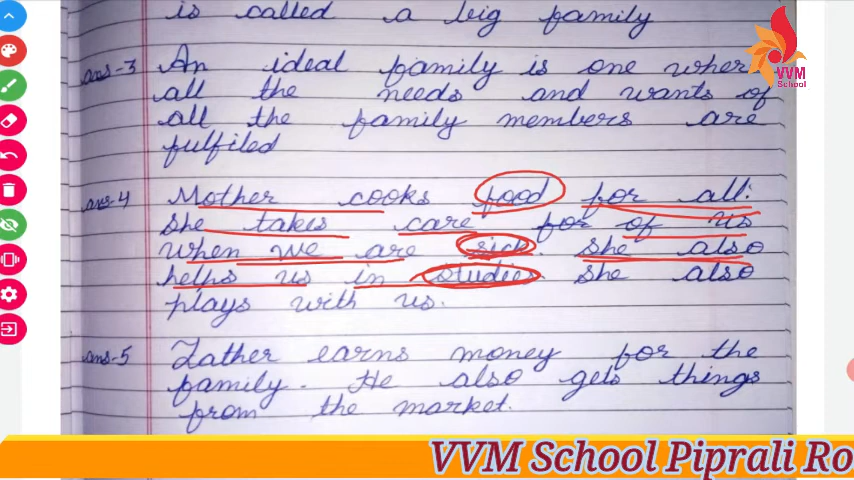 is called a big family
ans-3 An ideal family is one wher
all the needs and wants of
all the family members are
fulfiled
ans-4 Mother cooks food for all.
she takes care for of us
when we are sick. she also
helps us in studies. she also
plays with us.
ans-5 Father earns money for the
family. He also gets things
from the market.
VVM
School
VVM School Piprali Ro